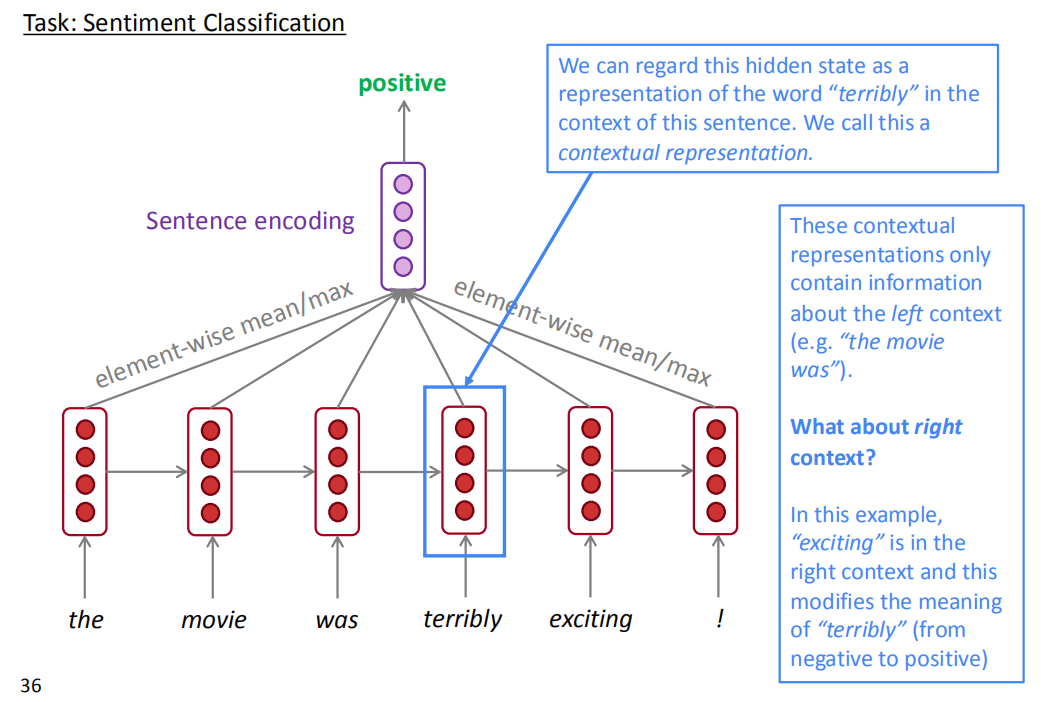 Task: Sentiment Classification
positive
We can regard this hidden state as a
representation of the word “terribly” in the
context of this sentence. We call this a
contextual representation.
Sentence encoding
element-wise mean/max
element-wise mean/max
These contextual
representations only
contain information
about the left context
(e.g. “the movie
was”).
What about right
context?
In this example,
“exciting” is in the
right context and this
modifies the meaning
of “terribly” (from
negative to positive)
the movie was terribly exciting !
36